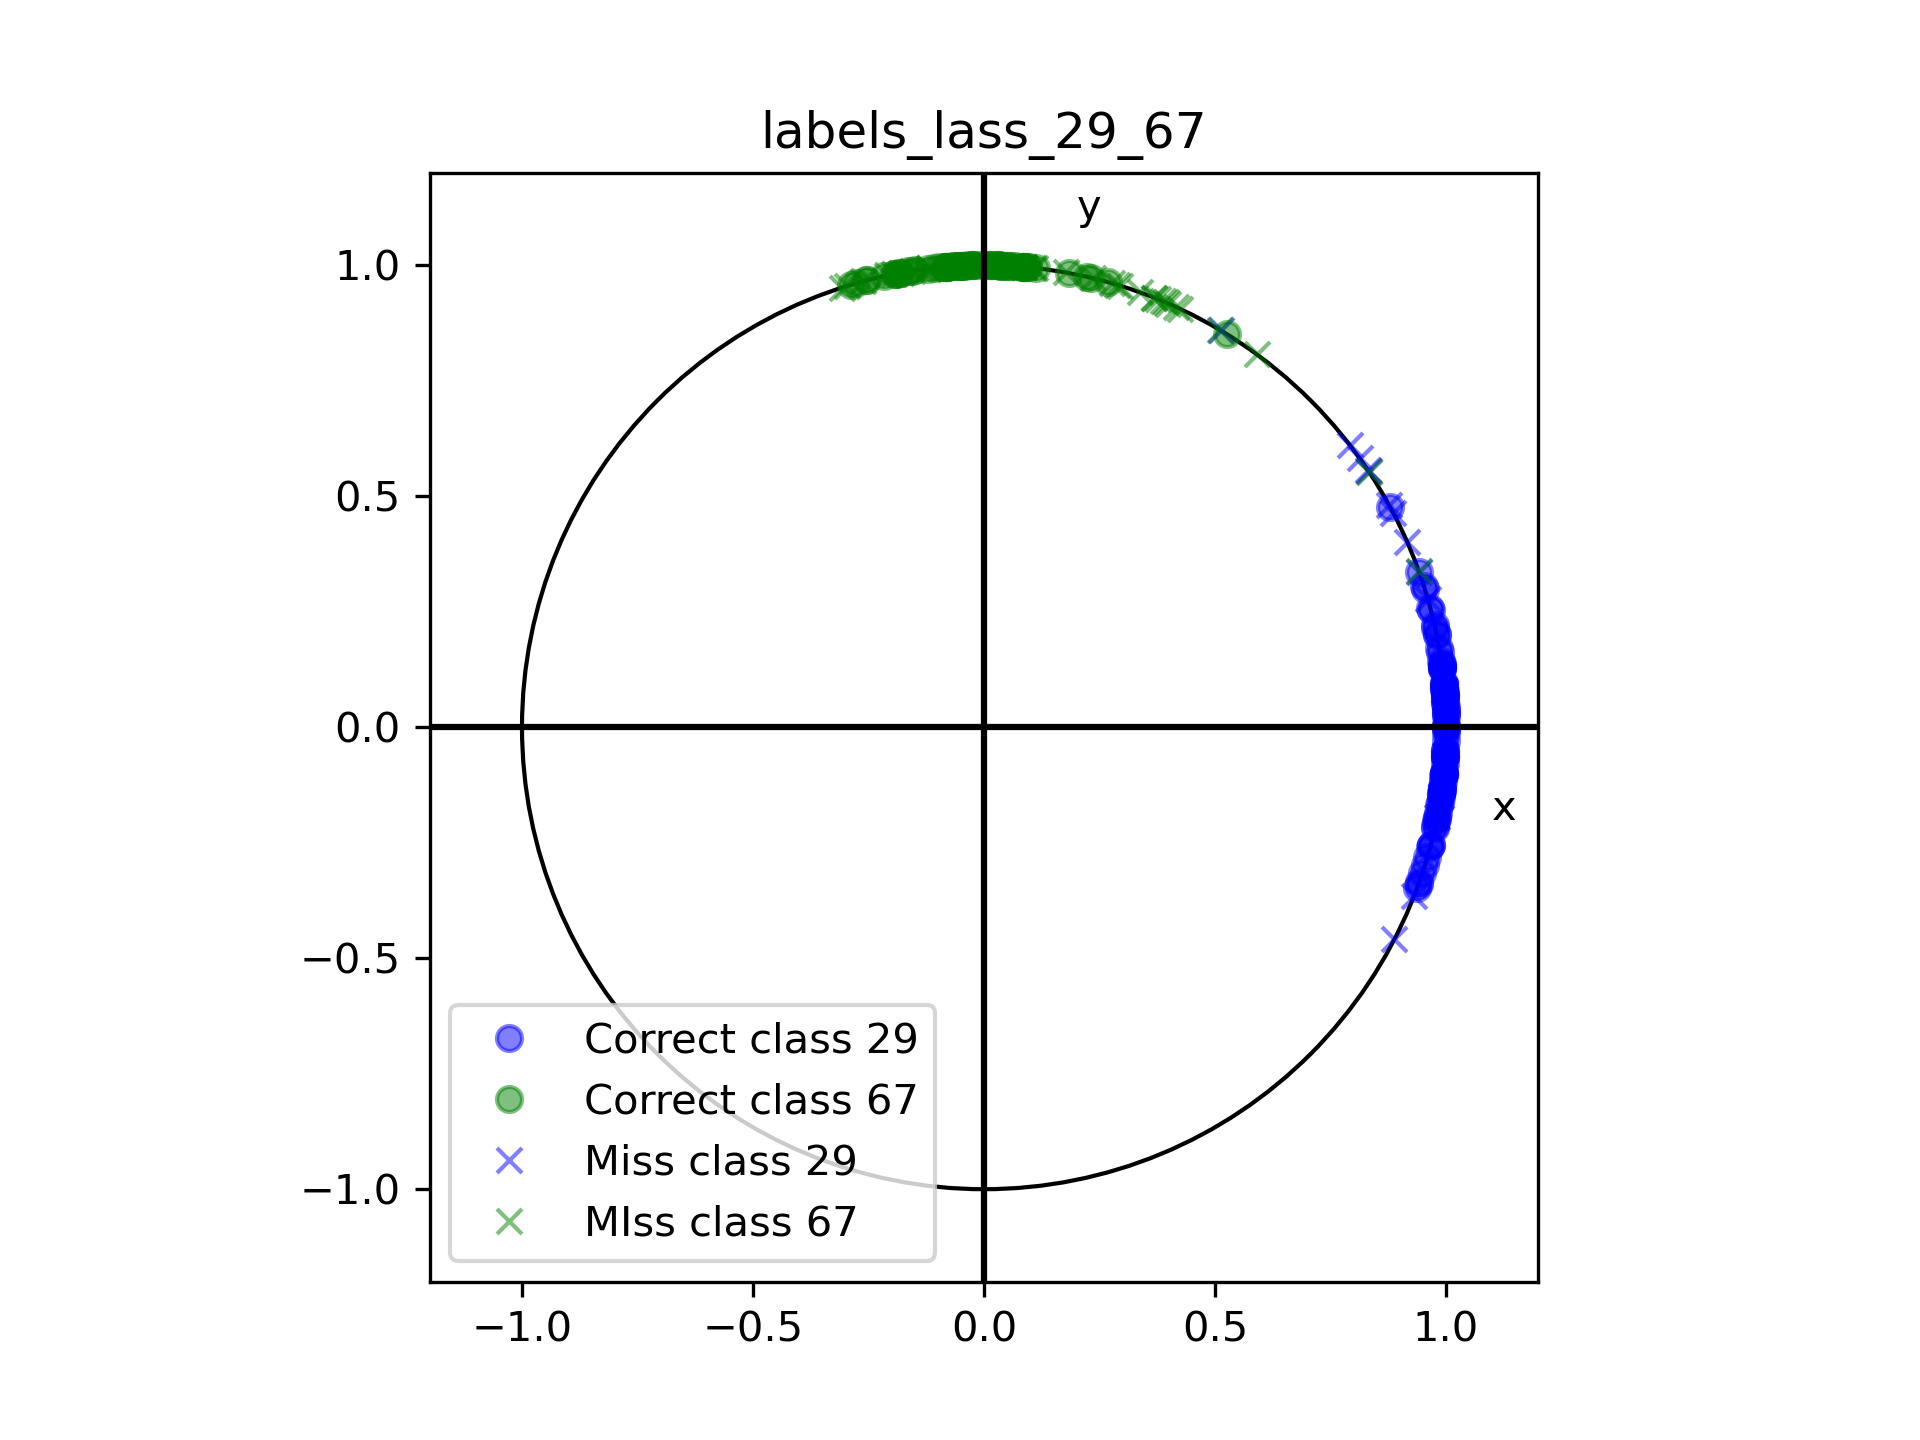 labels_lass_29_67
y
1.0
0.5
0.0
−0.5
−1.0
x
Correct class 29
Correct class 67
Miss class 29
MIss class 67
−1.0 −0.5 0.0 0.5 1.0